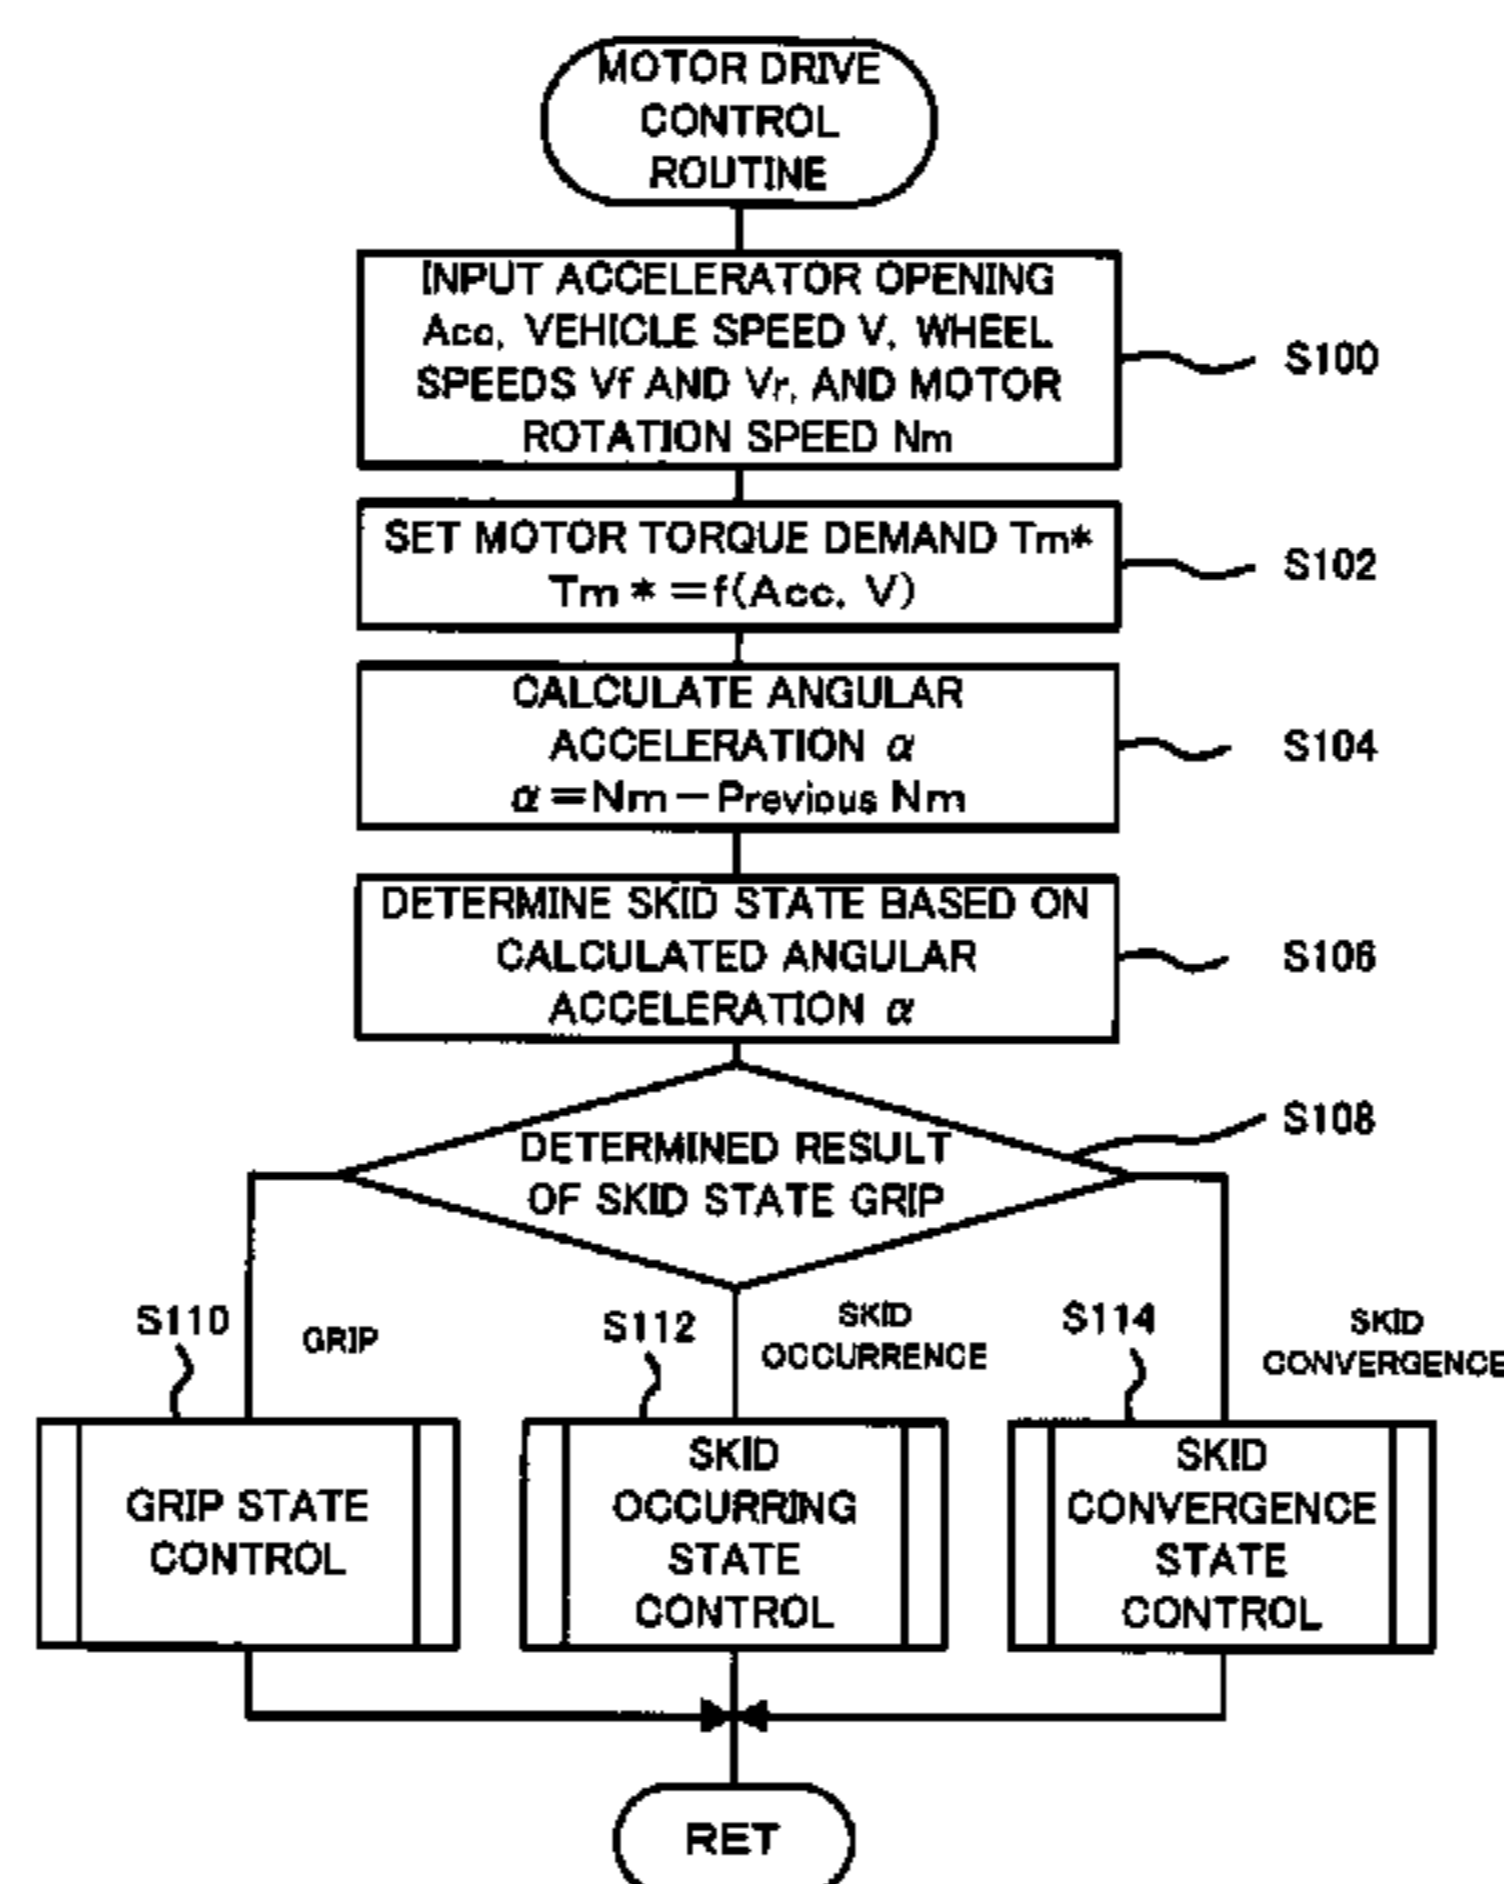 MOTOR DRIVE
CONTROL
ROUTINE
INPUT ACCELERATOR OPENING
Acc, VEHICLE SPEED V, WHEEL
SPEEDS Vf AND Vr, AND MOTOR
ROTATION SPEED Nm
S100
SET MOTOR TORQUE DEMAND Tm*
Tm*=f(Acc, V)
S102
CALCULATE ANGULAR
ACCELERATION α
α=Nm-Previous Nm
S104
DETERMINE SKID STATE BASED ON
CALCULATED ANGULAR
ACCELERATION α
S106
DETERMINED RESULT
OF SKID STATE GRIP
S108
S110
GRIP
S112
SKID
OCCURRENCE
S114
SKID
CONVERGENCE
GRIP STATE
CONTROL
SKID
OCCURRING
STATE
CONTROL
SKID
CONVERGENCE
STATE
CONTROL
RET